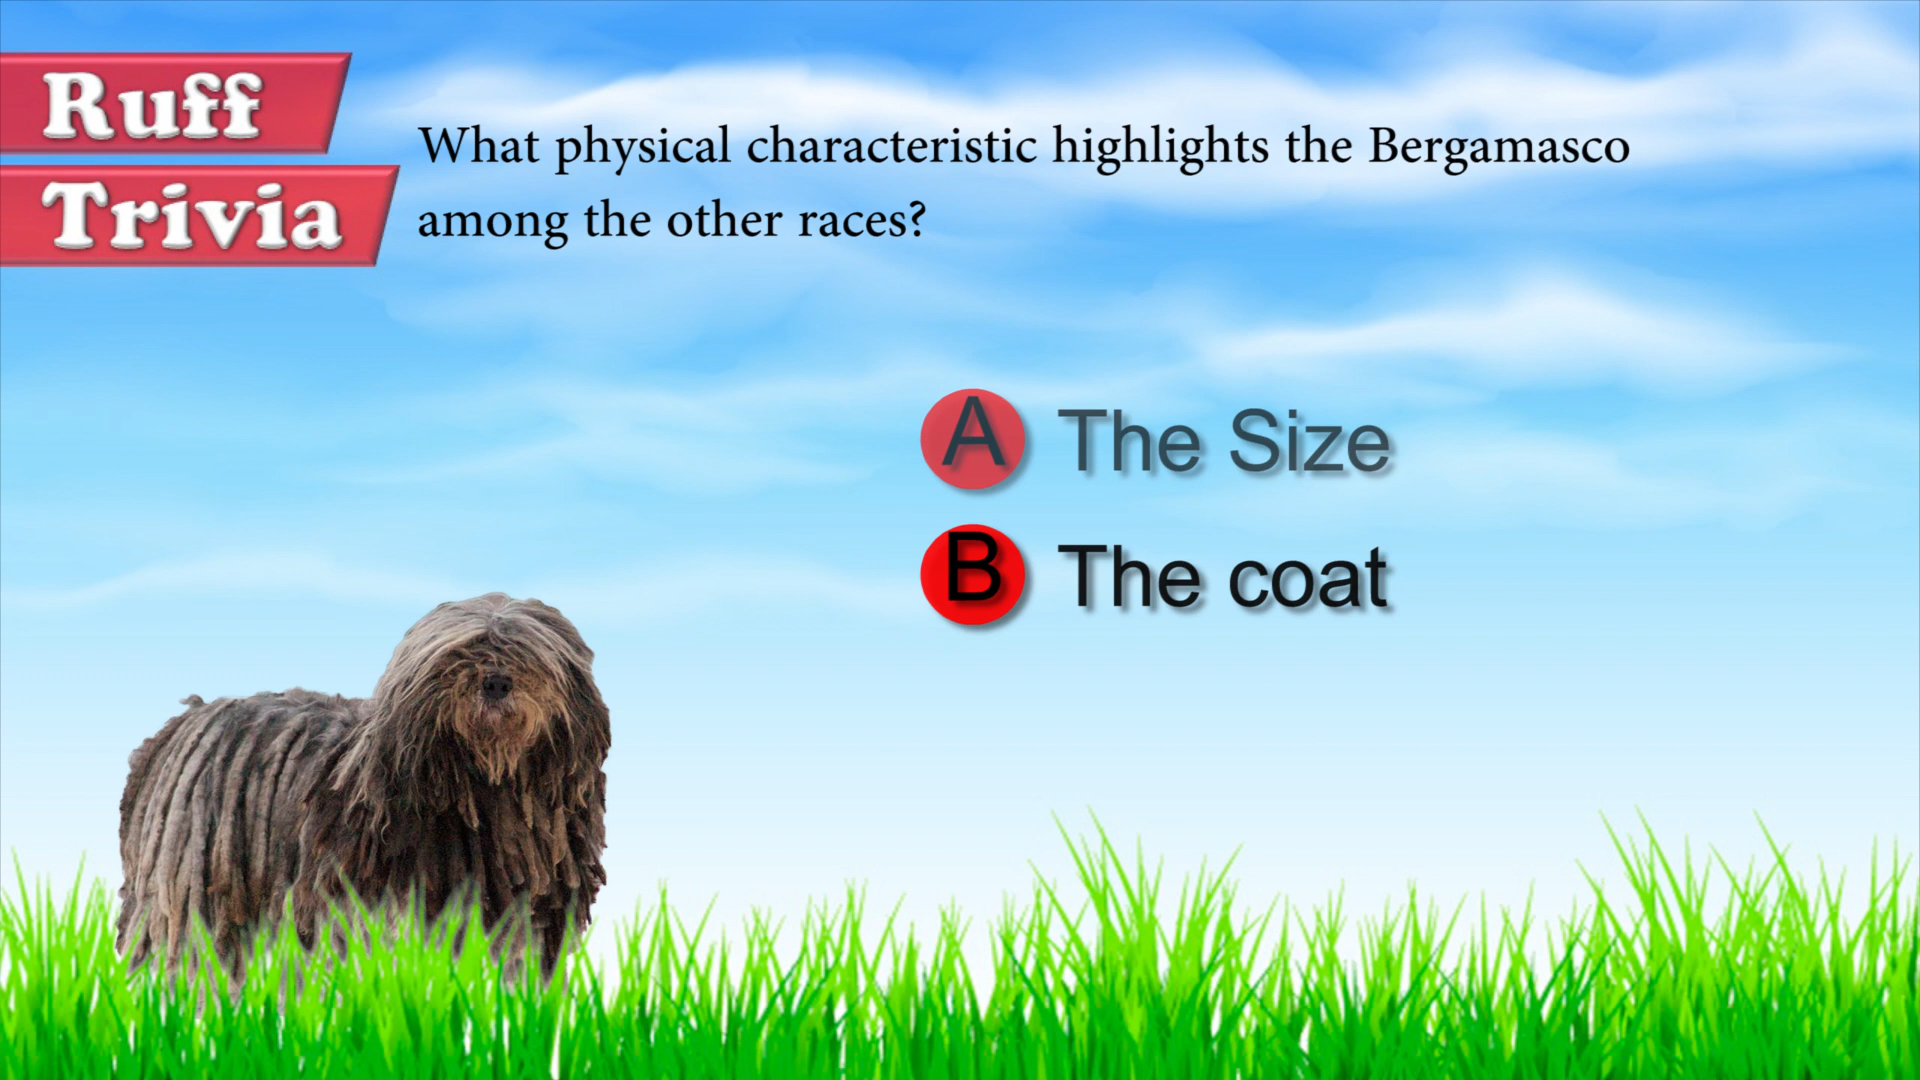 Ruff
Trivia
What physical characteristic highlights the Bergamasco
among the other races?
A The Size
B The coat